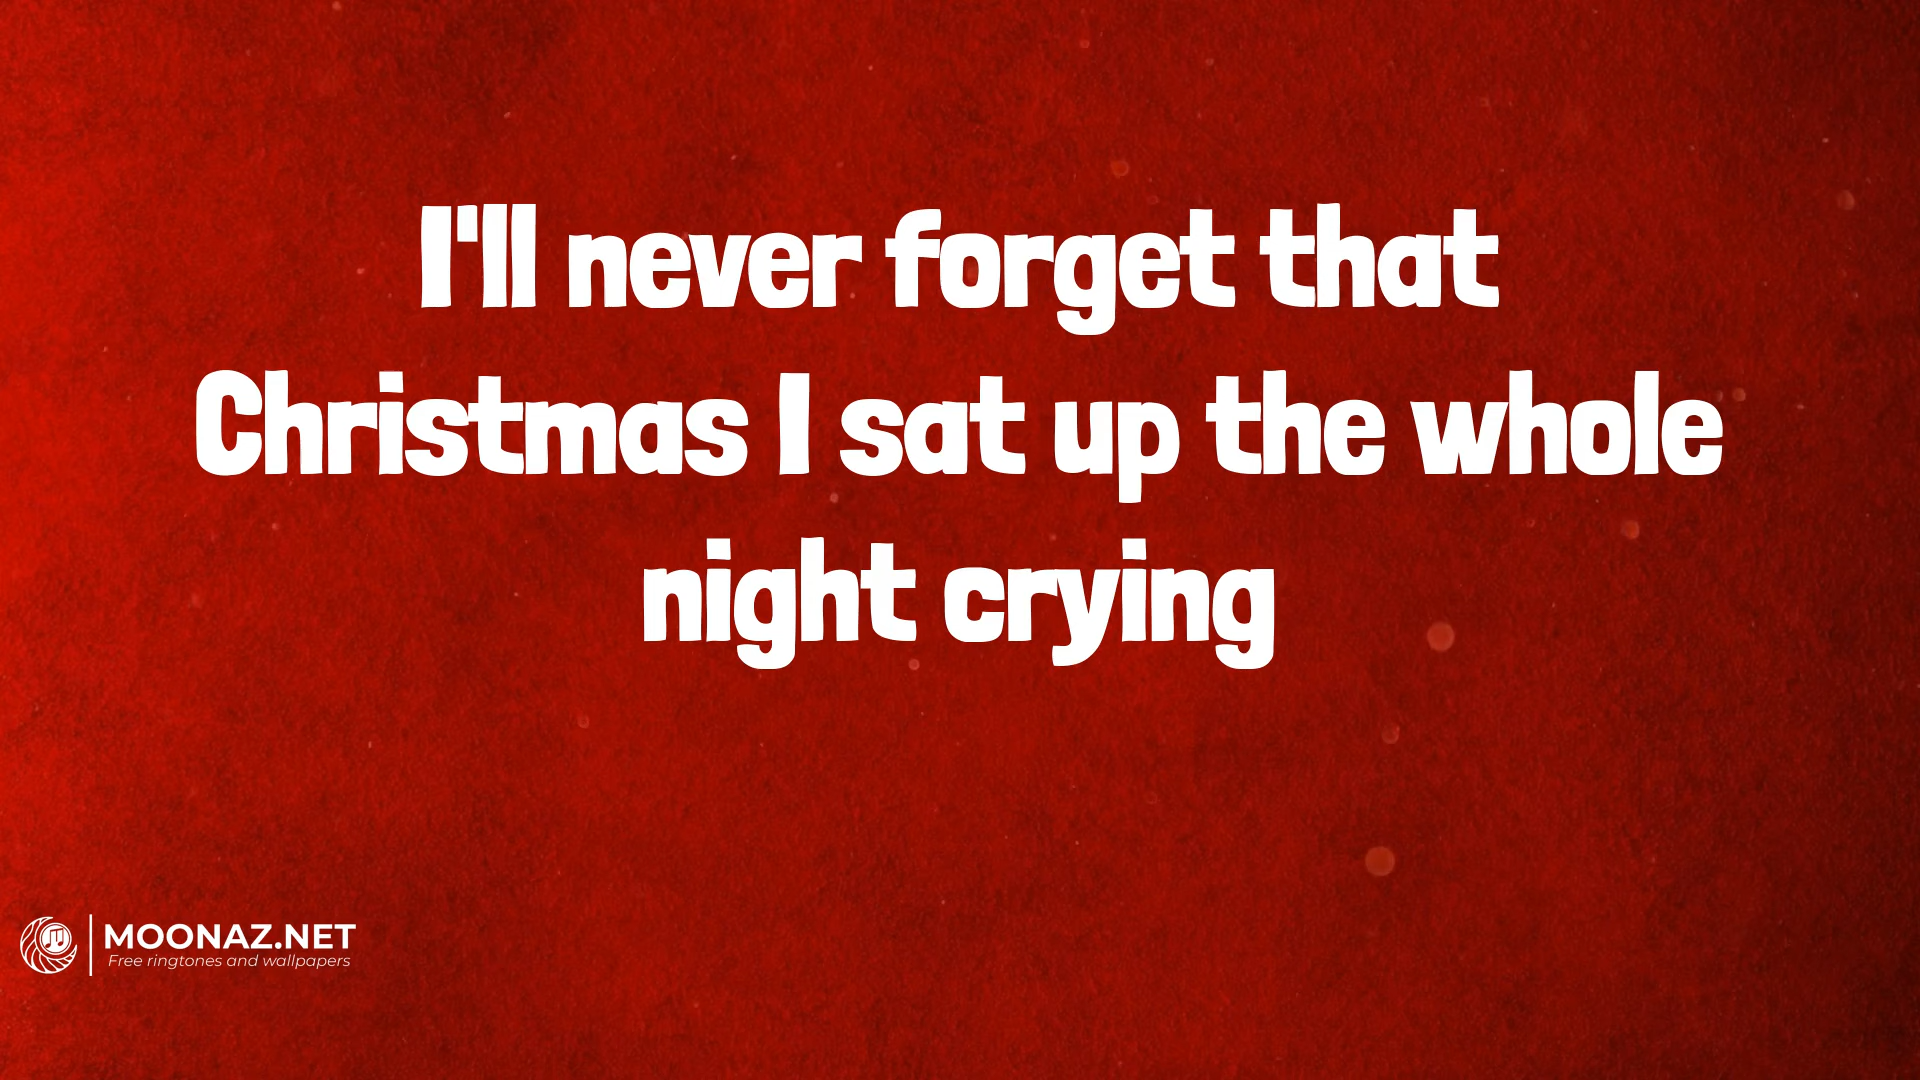 I'll never forget that
Christmas I sat up the whole
night crying
MOONAZ.NET
Free ringtones and wallpapers